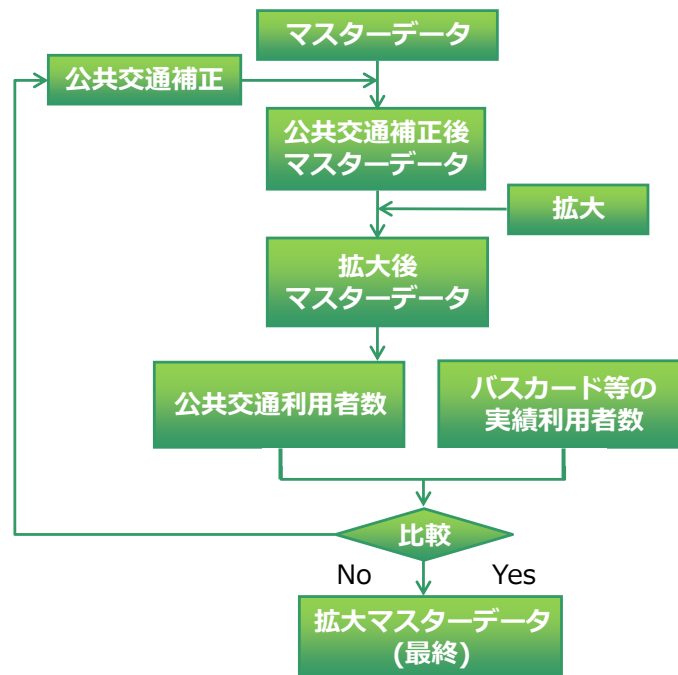 マスターデータ
公共交通補正
公共交通補正後
マスターデータ
拡大
拡大後
マスターデータ
公共交通利用者数
バスカード等の
実績利用者数
比較
No
Yes
拡大マスターデータ
(最終)